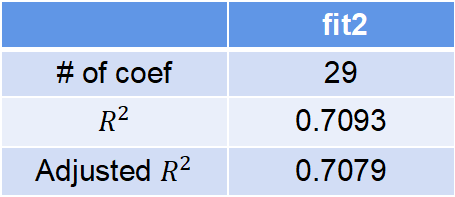 fit2
# of coef 29
R² 0.7093
Adjusted R² 0.7079